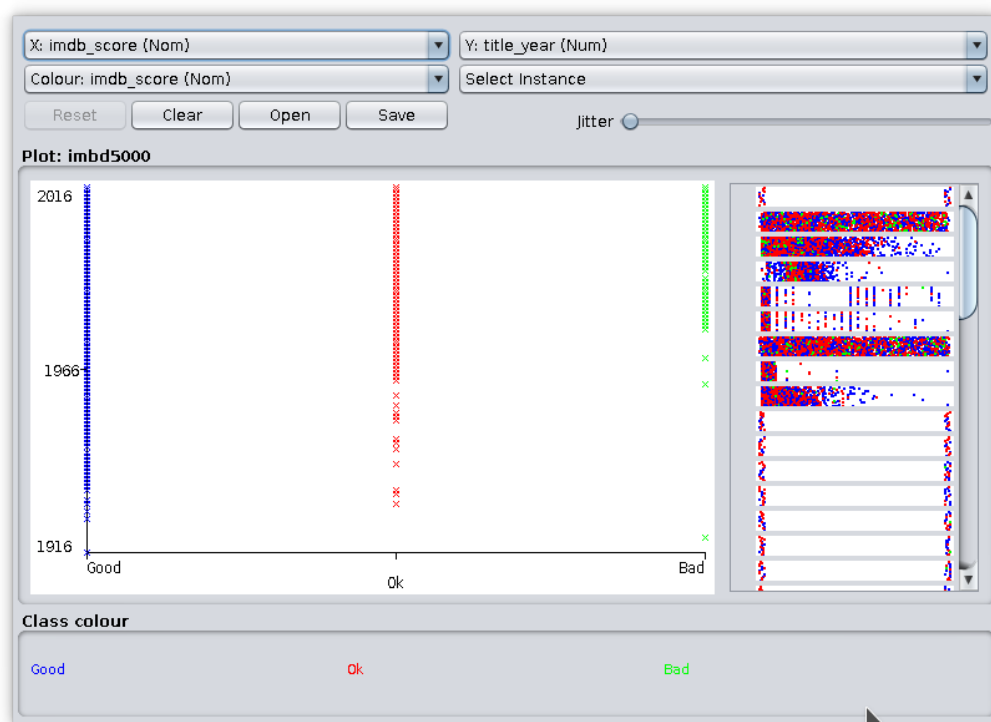 X: imdb_score (Nom)
Y: title_year (Num)
Colour: imdb_score (Nom)
Select Instance
Reset
Clear
Open
Save
Jitter
Plot: imbd5000
2016
1966
1916
Good
Ok
Bad
Class colour
Good
Ok
Bad